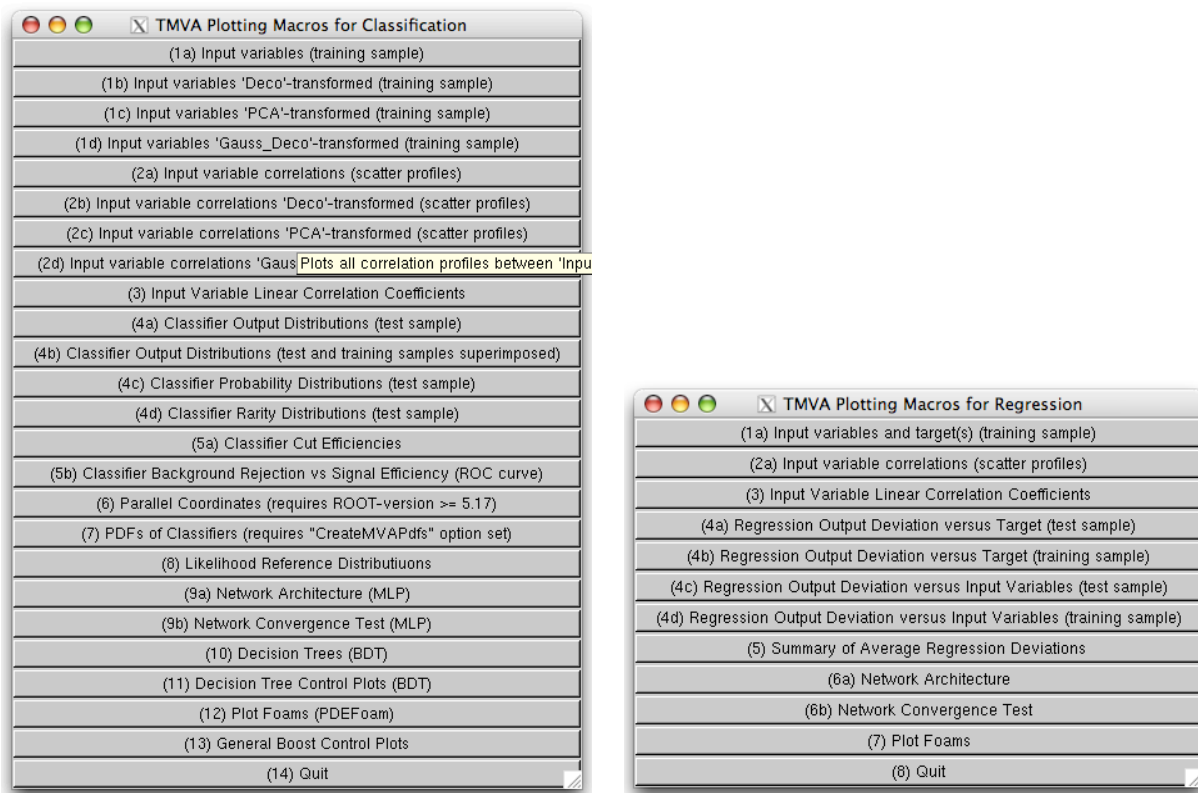 TMVA Plotting Macros for Classification
(1a) Input variables (training sample)
(1b) Input variables 'Deco'-transformed (training sample)
(1c) Input variables 'PCA'-transformed (training sample)
(1d) Input variables 'Gauss_Deco'-transformed (training sample)
(2a) Input variable correlations (scatter profiles)
(2b) Input variable correlations 'Deco'-transformed (scatter profiles)
(2c) Input variable correlations 'PCA'-transformed (scatter profiles)
(2d) Input variable correlations 'Gaus Plots all correlation profiles between 'Inpu
(3) Input Variable Linear Correlation Coefficients
(4a) Classifier Output Distributions (test sample)
(4b) Classifier Output Distributions (test and training samples superimposed)
(4c) Classifier Probability Distributions (test sample)
(4d) Classifier Rarity Distributions (test sample)
(5a) Classifier Cut Efficiencies
(5b) Classifier Background Rejection vs Signal Efficiency (ROC curve)
(6) Parallel Coordinates (requires ROOT-version >= 5.17)
(7) PDFs of Classifiers (requires "CreateMVAPdfs" option set)
(8) Likelihood Reference Distributiuons
(9a) Network Architecture (MLP)
(9b) Network Convergence Test (MLP)
(10) Decision Trees (BDT)
(11) Decision Tree Control Plots (BDT)
(12) Plot Foams (PDEFoam)
(13) General Boost Control Plots
(14) Quit
TMVA Plotting Macros for Regression
(1a) Input variables and target(s) (training sample)
(2a) Input variable correlations (scatter profiles)
(3) Input Variable Linear Correlation Coefficients
(4a) Regression Output Deviation versus Target (test sample)
(4b) Regression Output Deviation versus Target (training sample)
(4c) Regression Output Deviation versus Input Variables (test sample)
(4d) Regression Output Deviation versus Input Variables (training sample)
(5) Summary of Average Regression Deviations
(6a) Network Architecture
(6b) Network Convergence Test
(7) Plot Foams
(8) Quit